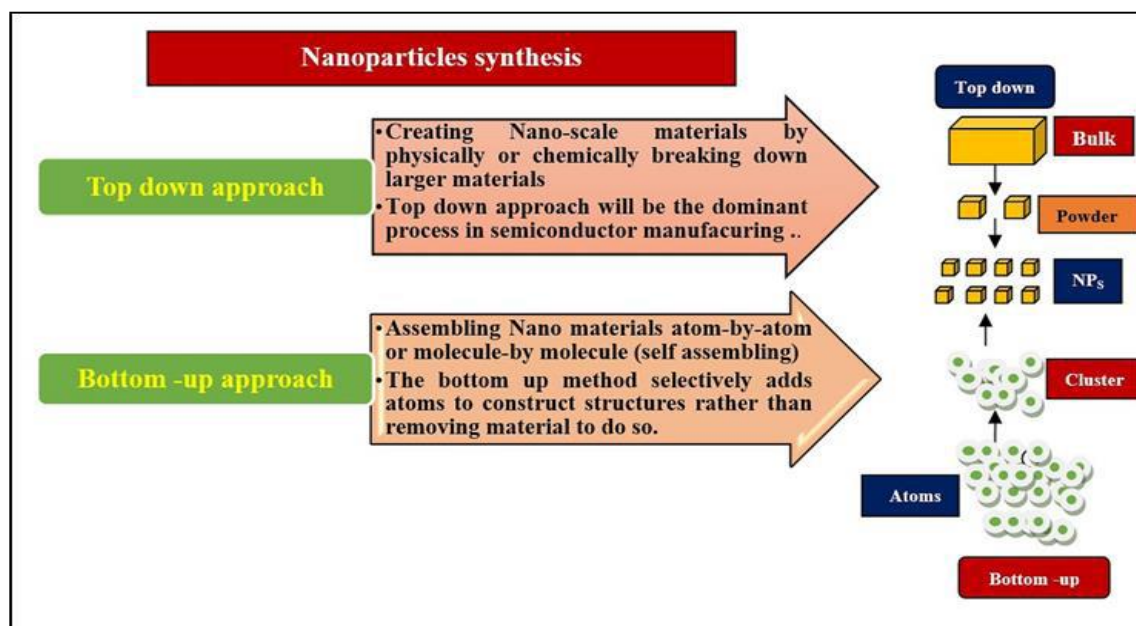 Nanoparticles synthesis
Top down approach
•Creating Nano-scale materials by
physically or chemically breaking down
larger materials
•Top down approach will be the dominant
process in semiconductor manufacuring ..
Bottom -up approach
•Assembling Nano materials atom-by-atom
or molecule-by molecule (self assembling)
•The bottom up method selectively adds
atoms to construct structures rather than
removing material to do so.
Top down
Bulk
Powder
NPs
Cluster
Atoms
Bottom -up